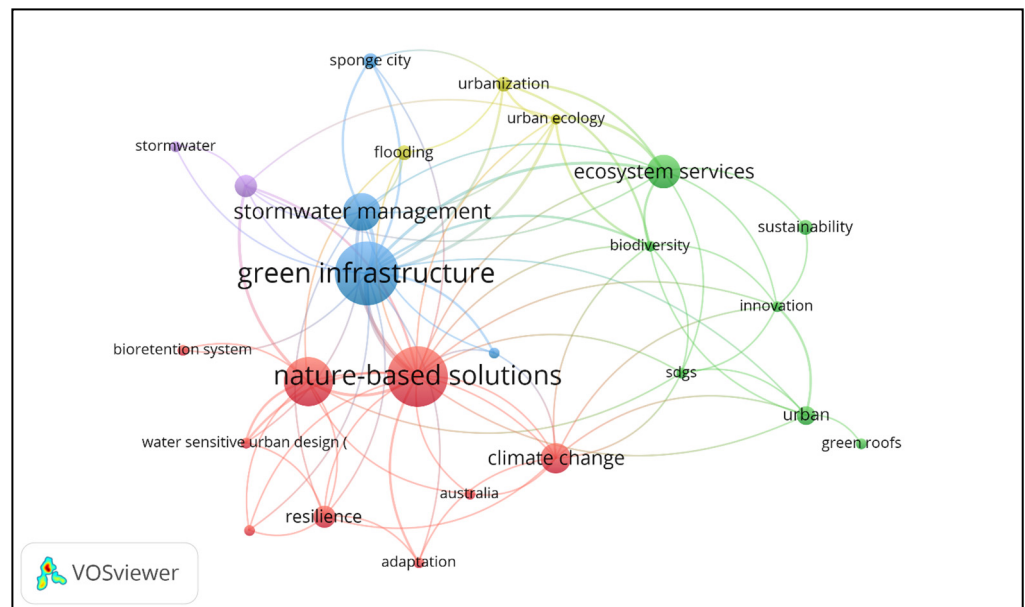 sponge city
urbanization
urban ecology
stormwater
flooding
ecosystem services
stormwater management
sustainability
biodiversity
green infrastructure
innovation
bioretention system
nature-based solutions
sdgs
urban
water sensitive urban design (
green roofs
climate change
australia
resilience
adaptation
VOSviewer